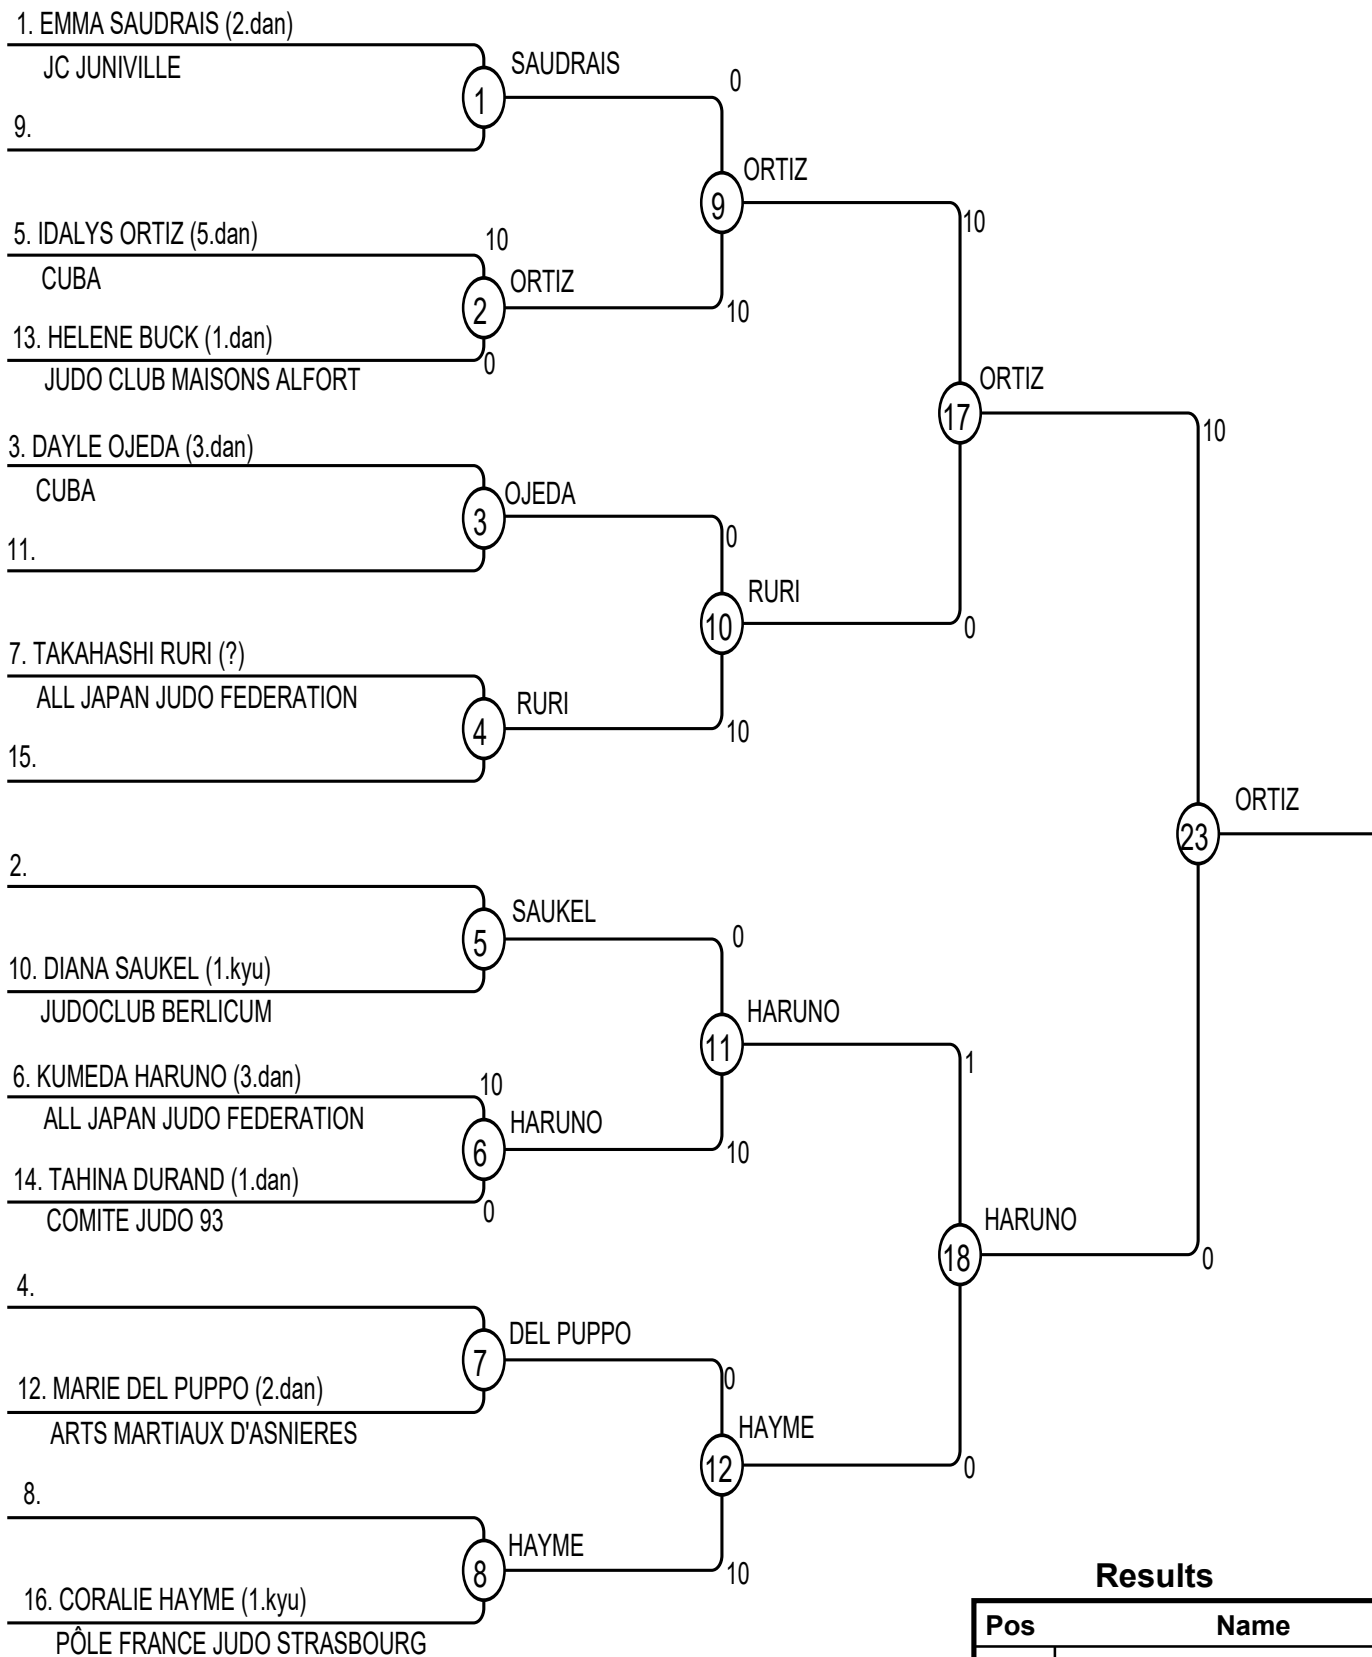 1. EMMA SAUDRAIS (2.dan)
JC JUNIVILLE
9.
1
SAUDRAIS
0
5. IDALYS ORTIZ (5.dan)
CUBA
13. HELENE BUCK (1.dan)
JUDO CLUB MAISONS ALFORT
10
2
0
ORTIZ
10
9
ORTIZ
10
3. DAYLE OJEDA (3.dan)
CUBA
11.
3
OJEDA
0
7. TAKAHASHI RURI (?)
ALL JAPAN JUDO FEDERATION
15.
4
RURI
10
10
RURI
0
17
ORTIZ
10
2.
10. DIANA SAUKEL (1.kyu)
JUDOCLUB BERLICUM
5
SAUKEL
0
6. KUMEDA HARUNO (3.dan)
ALL JAPAN JUDO FEDERATION
14. TAHINA DURAND (1.dan)
COMITE JUDO 93
10
6
0
HARUNO
10
11
HARUNO
1
4.
12. MARIE DEL PUPPO (2.dan)
ARTS MARTIAUX D'ASNIERES
7
DEL PUPPO
0
8.
16. CORALIE HAYME (1.kyu)
PÔLE FRANCE JUDO STRASBOURG
8
HAYME
10
12
HAYME
0
18
HARUNO
0
23
ORTIZ
Results
Pos Name